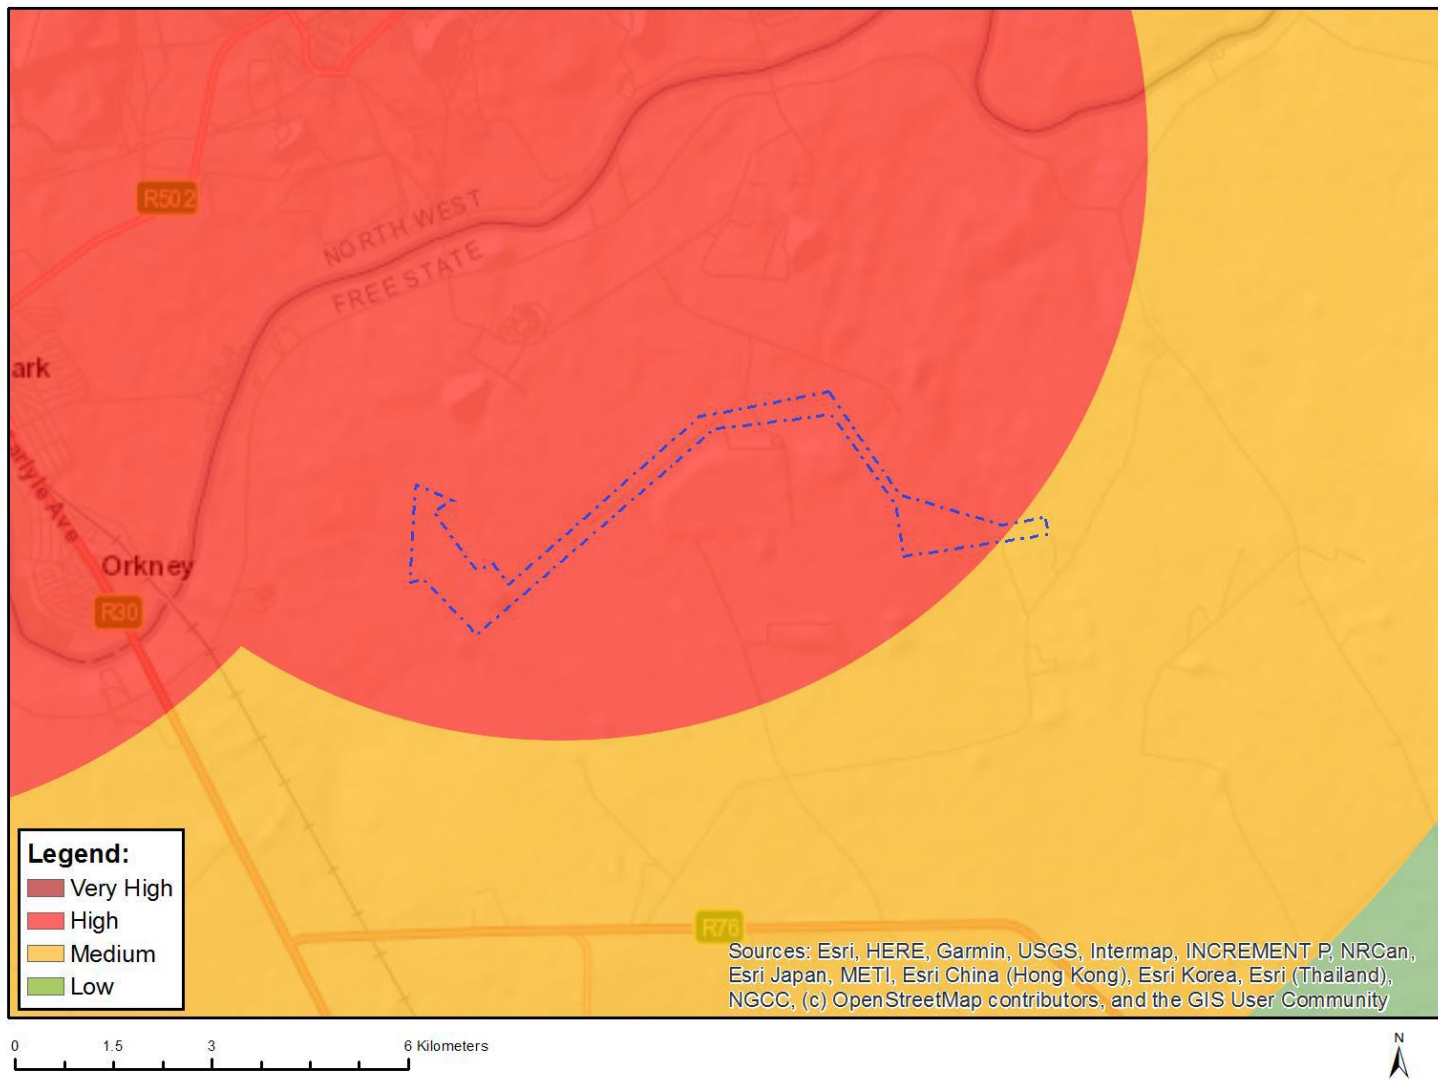 R502
NORTH WEST
FREE STATE
ark
arlyle Ave
Orkney
R30
R76
Legend:
Very High
High
Medium
Low
Sources: Esri, HERE, Garmin, USGS, Intermap, INCREMENT P, NRCan,
Esri Japan, METI, Esri China (Hong Kong), Esri Korea, Esri (Thailand),
NGCC, (c) OpenStreetMap contributors, and the GIS User Community
0 1.5 3 6 Kilometers
N